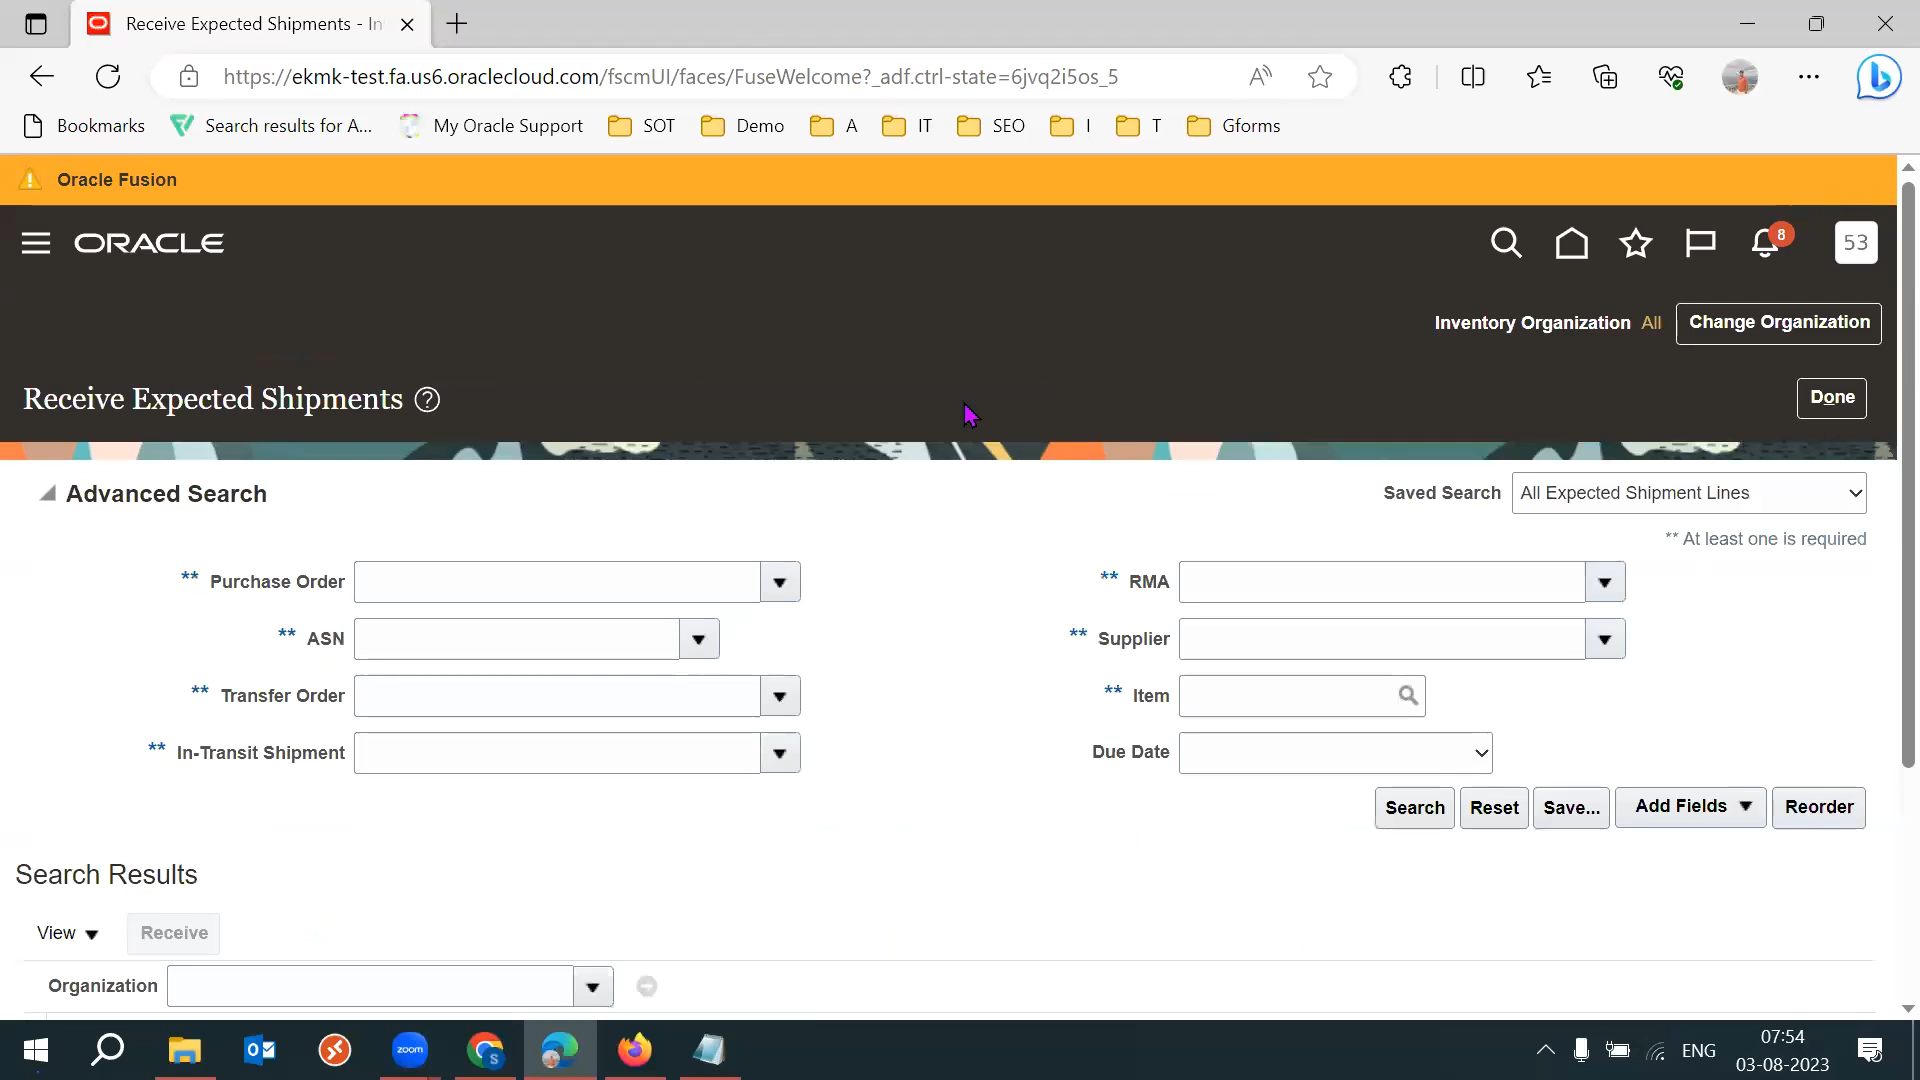 Receive Expected Shipments - In
https://ekmk-test.fa.us6.oraclecloud.com/fscmUI/faces/FuseWelcome?_adf.ctrl-state=6jvq2i5os_5
Bookmarks Search results for A... My Oracle Support SOT Demo A IT SEO I T Gforms
Oracle Fusion
ORACLE 8 53
Inventory Organization All Change Organization
Receive Expected Shipments ? Done
Advanced Search Saved Search All Expected Shipment Lines
** At least one is required
** Purchase Order ** RMA
** ASN ** Supplier
** Transfer Order ** Item
** In-Transit Shipment Due Date
Search Reset Save... Add Fields Reorder
Search Results
View Receive
Organization
zoom S ENG 07:54
03-08-2023